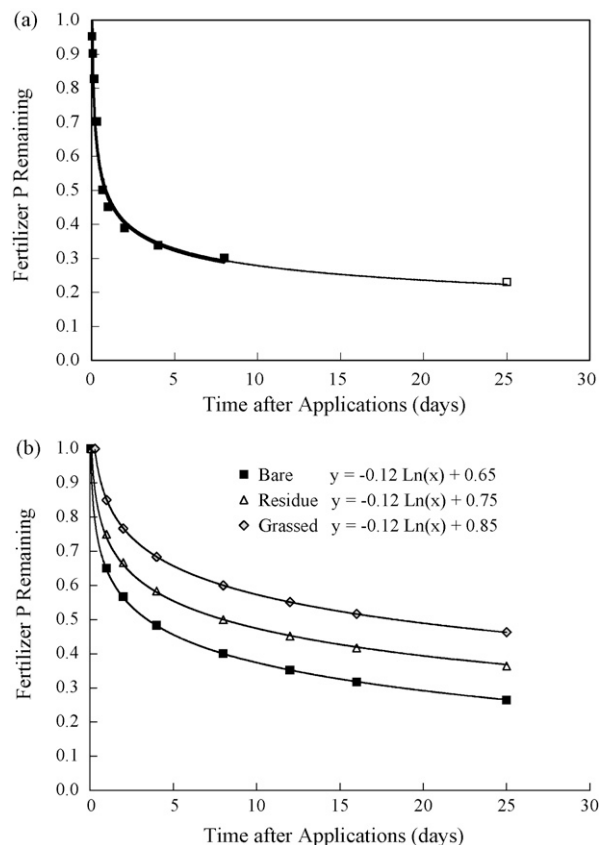 (a)
1.0
0.9
0.8
0.7
0.6
0.5
0.4
0.3
0.2
0.1
0.0
Fertilizer P Remaining
0 5 10 15 20 25 30
Time after Applications (days)
(b)
1.0
0.9
0.8
0.7
0.6
0.5
0.4
0.3
0.2
0.1
0.0
Fertilizer P Remaining
Bare y = -0.12 Ln(x) + 0.65
Residue y = -0.12 Ln(x) + 0.75
Grassed y = -0.12 Ln(x) + 0.85
0 5 10 15 20 25 30
Time after Applications (days)